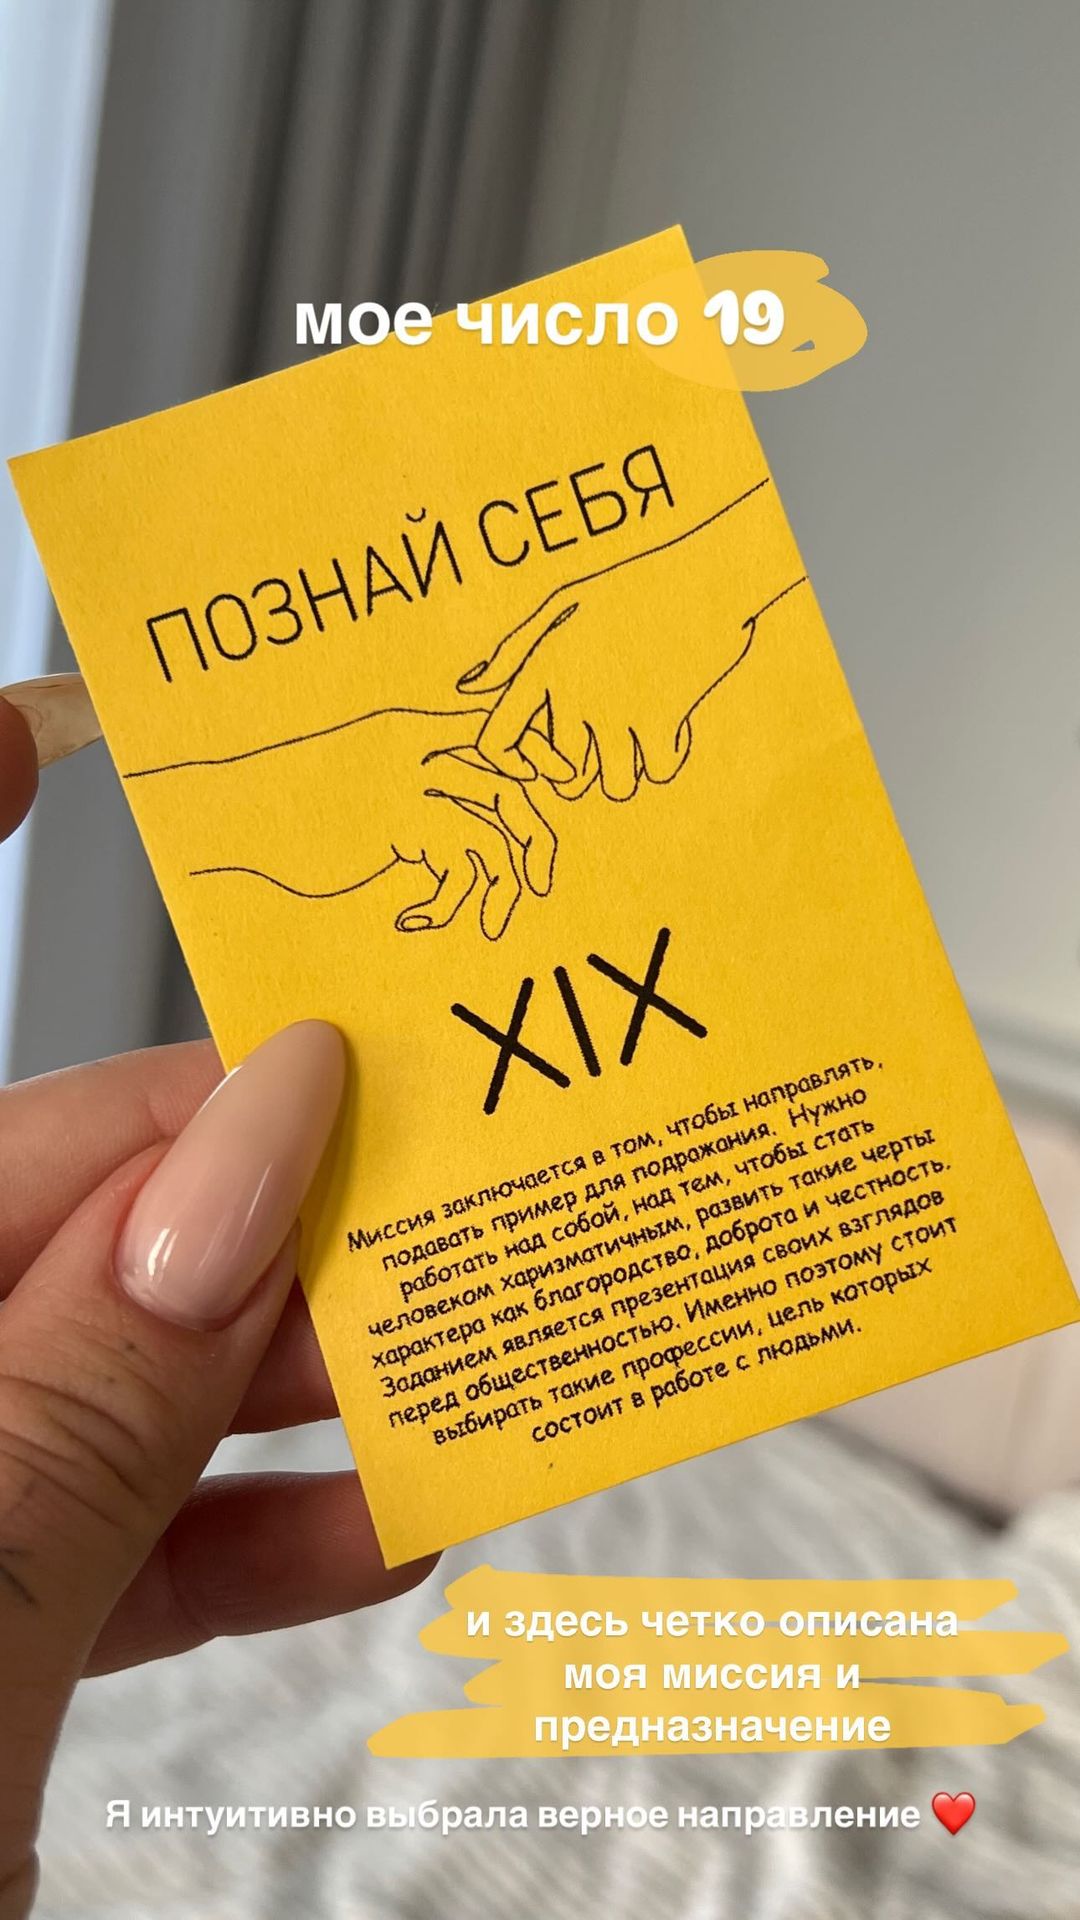 мое число 19
ПОЗНАЙ СЕБЯ
XIX
Миссия заключается в том, чтобы направлять,
подавать пример для подражания. Нужно
работать над собой, над тем, чтобы стать
человеком харизматичным, развить такие черты
характера как благородство, доброта и честность.
Заданием является презентация своих взглядов
перед общественностью. Именно поэтому стоит
выбирать такие профессии, цель которых
состоит в работе с людьми.
и здесь четко описана
моя миссия и
предназначение
Я интуитивно выбрала верное направление ❤️